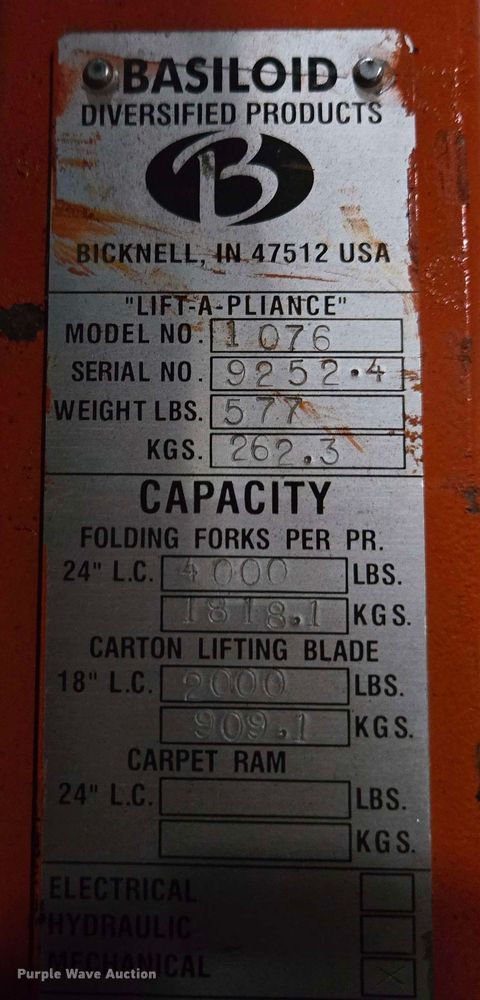 BASILOID
DIVERSIFIED PRODUCTS
B
BICKNELL, IN 47512 USA
"LIFT-A-PLIANCE"
MODEL NO. 1076
SERIAL NO. 9252.4
WEIGHT LBS. 577
KGS. 262.3
CAPACITY
FOLDING FORKS PER PR.
24" L.C. 4000 LBS.
1818.1 KGS.
CARTON LIFTING BLADE
18" L.C. 2000 LBS.
909.1 KGS.
CARPET RAM
24" L.C. LBS.
KGS.
ELECTRICAL
HYDRAULIC
MECHANICAL X
Purple Wave Auction